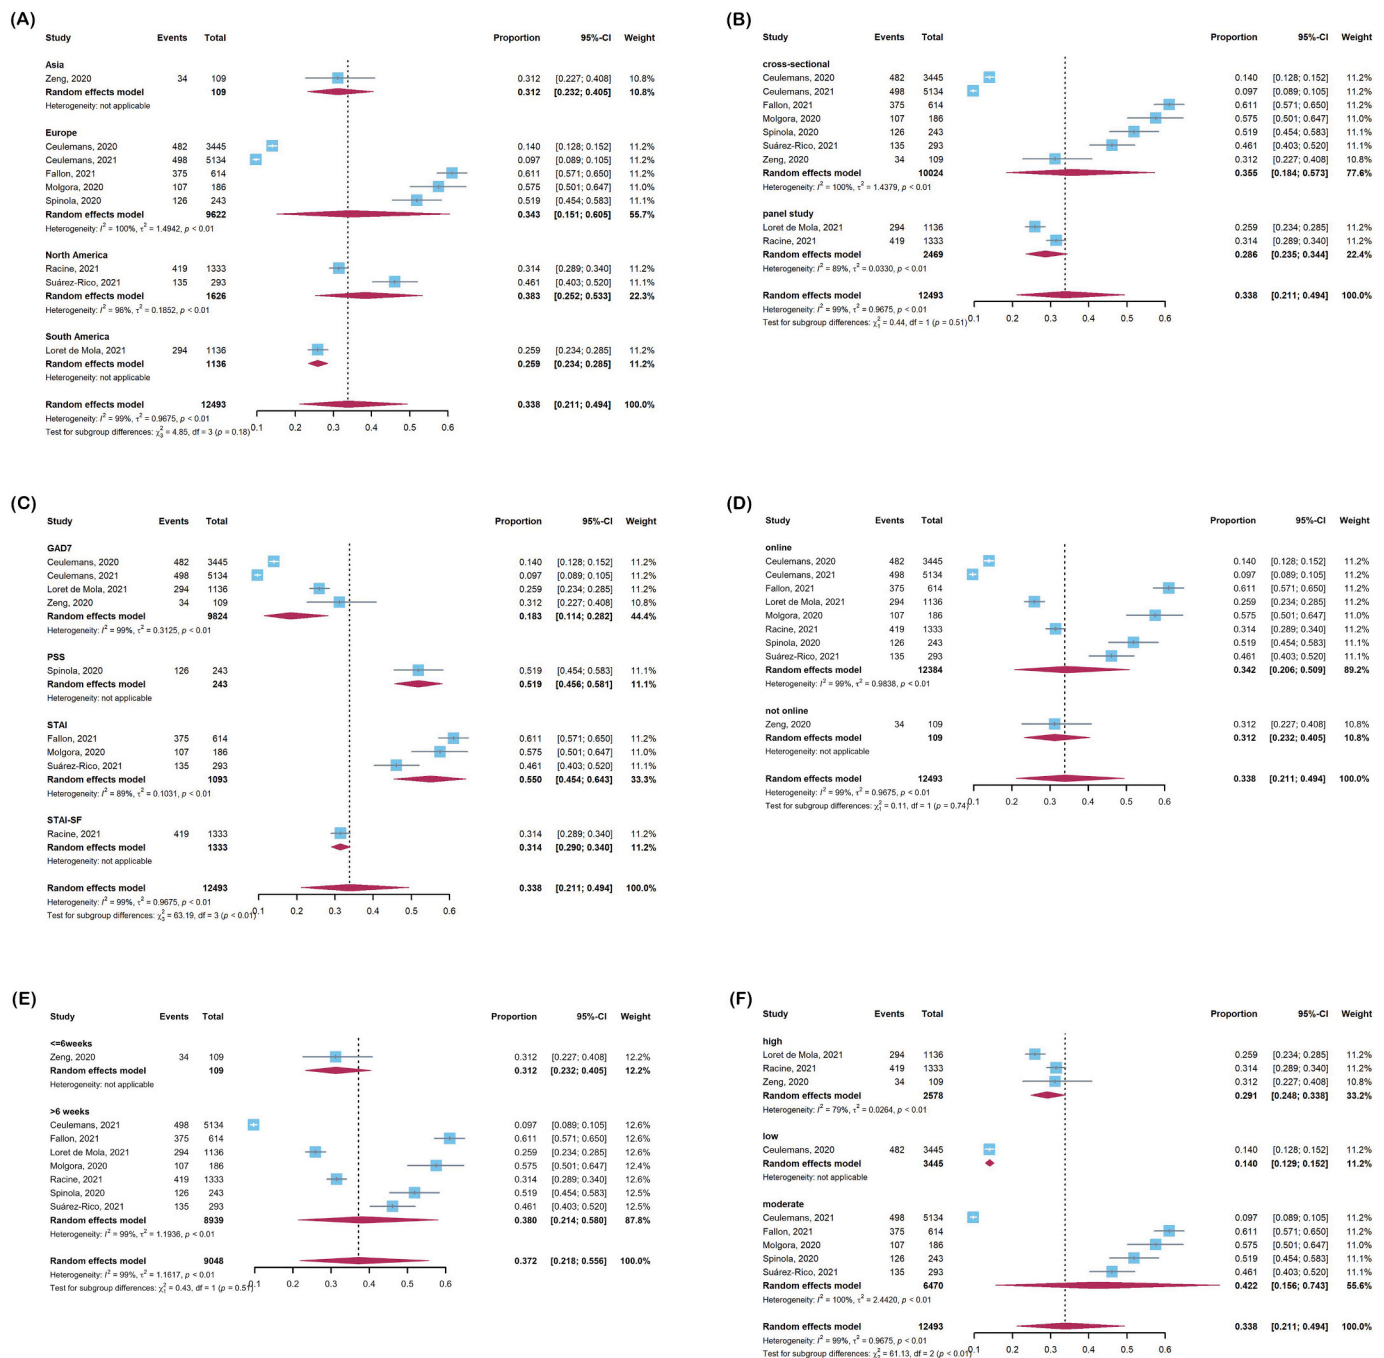 (A)
Study Events Total Proportion 95%-CI Weight
Asia
Zeng, 2020 34 109 0.312 [0.227; 0.408] 10.8%
Random effects model 109 0.312 [0.232; 0.405] 10.8%
Heterogeneity: not applicable
Europe
Ceulemans, 2020 482 3445 0.140 [0.128; 0.152] 11.2%
Ceulemans, 2021 498 5134 0.097 [0.089; 0.105] 11.2%
Fallon, 2021 375 614 0.611 [0.571; 0.650] 11.2%
Molgora, 2020 107 186 0.575 [0.501; 0.647] 11.0%
Spinola, 2020 126 243 0.519 [0.454; 0.583] 11.1%
Random effects model 9622 0.343 [0.151; 0.605] 55.7%
Heterogeneity: I² = 100%, τ² = 1.4942, p < 0.01
North America
Racine, 2021 419 1333 0.314 [0.289; 0.340] 11.2%
Suárez-Rico, 2021 135 293 0.461 [0.403; 0.520] 11.1%
Random effects model 1626 0.383 [0.252; 0.533] 22.3%
Heterogeneity: I² = 96%, τ² = 0.1852, p < 0.01
South America
Loret de Mola, 2021 294 1136 0.259 [0.234; 0.285] 11.2%
Random effects model 1136 0.259 [0.234; 0.285] 11.2%
Heterogeneity: not applicable
Random effects model 12493 0.338 [0.211; 0.494] 100.0%
Heterogeneity: I² = 99%, τ² = 0.9675, p < 0.01
Test for subgroup differences: χ²₃ = 4.85, df = 3 (p = 0.18)
0.1 0.2 0.3 0.4 0.5 0.6
(B)
Study Events Total Proportion 95%-CI Weight
cross-sectional
Ceulemans, 2020 482 3445 0.140 [0.128; 0.152] 11.2%
Ceulemans, 2021 498 5134 0.097 [0.089; 0.105] 11.2%
Fallon, 2021 375 614 0.611 [0.571; 0.650] 11.2%
Molgora, 2020 107 186 0.575 [0.501; 0.647] 11.0%
Spinola, 2020 126 243 0.519 [0.454; 0.583] 11.1%
Suárez-Rico, 2021 135 293 0.461 [0.403; 0.520] 11.1%
Zeng, 2020 34 109 0.312 [0.227; 0.408] 10.8%
Random effects model 10024 0.355 [0.184; 0.573] 77.6%
Heterogeneity: I² = 100%, τ² = 1.4379, p < 0.01
panel study
Loret de Mola, 2021 294 1136 0.259 [0.234; 0.285] 11.2%
Racine, 2021 419 1333 0.314 [0.289; 0.340] 11.2%
Random effects model 2469 0.286 [0.235; 0.344] 22.4%
Heterogeneity: I² = 89%, τ² = 0.0330, p < 0.01
Random effects model 12493 0.338 [0.211; 0.494] 100.0%
Heterogeneity: I² = 99%, τ² = 0.9675, p < 0.01
Test for subgroup differences: χ²₁ = 0.44, df = 1 (p = 0.51)
0.1 0.2 0.3 0.4 0.5 0.6
(C)
Study Events Total Proportion 95%-CI Weight
GAD7
Ceulemans, 2020 482 3445 0.140 [0.128; 0.152] 11.2%
Ceulemans, 2021 498 5134 0.097 [0.089; 0.105] 11.2%
Loret de Mola, 2021 294 1136 0.259 [0.234; 0.285] 11.2%
Zeng, 2020 34 109 0.312 [0.227; 0.408] 10.8%
Random effects model 9824 0.183 [0.114; 0.282] 44.4%
Heterogeneity: I² = 99%, τ² = 0.3125, p < 0.01
PSS
Spinola, 2020 126 243 0.519 [0.454; 0.583] 11.1%
Random effects model 243 0.519 [0.456; 0.581] 11.1%
Heterogeneity: not applicable
STAI
Fallon, 2021 375 614 0.611 [0.571; 0.650] 11.2%
Molgora, 2020 107 186 0.575 [0.501; 0.647] 11.0%
Suárez-Rico, 2021 135 293 0.461 [0.403; 0.520] 11.1%
Random effects model 1093 0.550 [0.454; 0.643] 33.3%
Heterogeneity: I² = 89%, τ² = 0.1031, p < 0.01
STAI-SF
Racine, 2021 419 1333 0.314 [0.289; 0.340] 11.2%
Random effects model 1333 0.314 [0.290; 0.340] 11.2%
Heterogeneity: not applicable
Random effects model 12493 0.338 [0.211; 0.494] 100.0%
Heterogeneity: I² = 99%, τ² = 0.9675, p < 0.01
Test for subgroup differences: χ²₃ = 63.19, df = 3 (p < 0.01)
0.1 0.2 0.3 0.4 0.5 0.6
(D)
Study Events Total Proportion 95%-CI Weight
online
Ceulemans, 2020 482 3445 0.140 [0.128; 0.152] 11.2%
Ceulemans, 2021 498 5134 0.097 [0.089; 0.105] 11.2%
Fallon, 2021 375 614 0.611 [0.571; 0.650] 11.2%
Loret de Mola, 2021 294 1136 0.259 [0.234; 0.285] 11.2%
Molgora, 2020 107 186 0.575 [0.501; 0.647] 11.0%
Racine, 2021 419 1333 0.314 [0.289; 0.340] 11.2%
Spinola, 2020 126 243 0.519 [0.454; 0.583] 11.1%
Suárez-Rico, 2021 135 293 0.461 [0.403; 0.520] 11.1%
Random effects model 12384 0.342 [0.206; 0.509] 89.2%
Heterogeneity: I² = 99%, τ² = 0.9838, p < 0.01
not online
Zeng, 2020 34 109 0.312 [0.227; 0.408] 10.8%
Random effects model 109 0.312 [0.232; 0.405] 10.8%
Heterogeneity: not applicable
Random effects model 12493 0.338 [0.211; 0.494] 100.0%
Heterogeneity: I² = 99%, τ² = 0.9675, p < 0.01
Test for subgroup differences: χ²₁ = 0.11, df = 1 (p = 0.74)
0.1 0.2 0.3 0.4 0.5 0.6
(E)
Study Events Total Proportion 95%-CI Weight
<=6weeks
Zeng, 2020 34 109 0.312 [0.227; 0.408] 12.2%
Random effects model 109 0.312 [0.232; 0.405] 12.2%
Heterogeneity: not applicable
>6 weeks
Ceulemans, 2021 498 5134 0.097 [0.089; 0.105] 12.6%
Fallon, 2021 375 614 0.611 [0.571; 0.650] 12.6%
Loret de Mola, 2021 294 1136 0.259 [0.234; 0.285] 12.6%
Molgora, 2020 107 186 0.575 [0.501; 0.647] 12.4%
Racine, 2021 419 1333 0.314 [0.289; 0.340] 12.6%
Spinola, 2020 126 243 0.519 [0.454; 0.583] 12.5%
Suárez-Rico, 2021 135 293 0.461 [0.403; 0.520] 12.5%
Random effects model 8939 0.380 [0.214; 0.580] 87.8%
Heterogeneity: I² = 99%, τ² = 1.1936, p < 0.01
Random effects model 9048 0.372 [0.218; 0.556] 100.0%
Heterogeneity: I² = 99%, τ² = 1.1617, p < 0.01
Test for subgroup differences: χ²₁ = 0.43, df = 1 (p = 0.51)
0.1 0.2 0.3 0.4 0.5 0.6
(F)
Study Events Total Proportion 95%-CI Weight
high
Loret de Mola, 2021 294 1136 0.259 [0.234; 0.285] 11.2%
Racine, 2021 419 1333 0.314 [0.289; 0.340] 11.2%
Zeng, 2020 34 109 0.312 [0.227; 0.408] 10.8%
Random effects model 2578 0.291 [0.248; 0.338] 33.2%
Heterogeneity: I² = 79%, τ² = 0.0264, p < 0.01
low
Ceulemans, 2020 482 3445 0.140 [0.128; 0.152] 11.2%
Random effects model 3445 0.140 [0.129; 0.152] 11.2%
Heterogeneity: not applicable
moderate
Ceulemans, 2021 498 5134 0.097 [0.089; 0.105] 11.2%
Fallon, 2021 375 614 0.611 [0.571; 0.650] 11.2%
Molgora, 2020 107 186 0.575 [0.501; 0.647] 11.0%
Spinola, 2020 126 243 0.519 [0.454; 0.583] 11.1%
Suárez-Rico, 2021 135 293 0.461 [0.403; 0.520] 11.1%
Random effects model 6470 0.422 [0.156; 0.743] 55.6%
Heterogeneity: I² = 100%, τ² = 2.4420, p < 0.01
Random effects model 12493 0.338 [0.211; 0.494] 100.0%
Heterogeneity: I² = 99%, τ² = 0.9675, p < 0.01
Test for subgroup differences: χ²₂ = 61.13, df = 2 (p < 0.01)
0.1 0.2 0.3 0.4 0.5 0.6